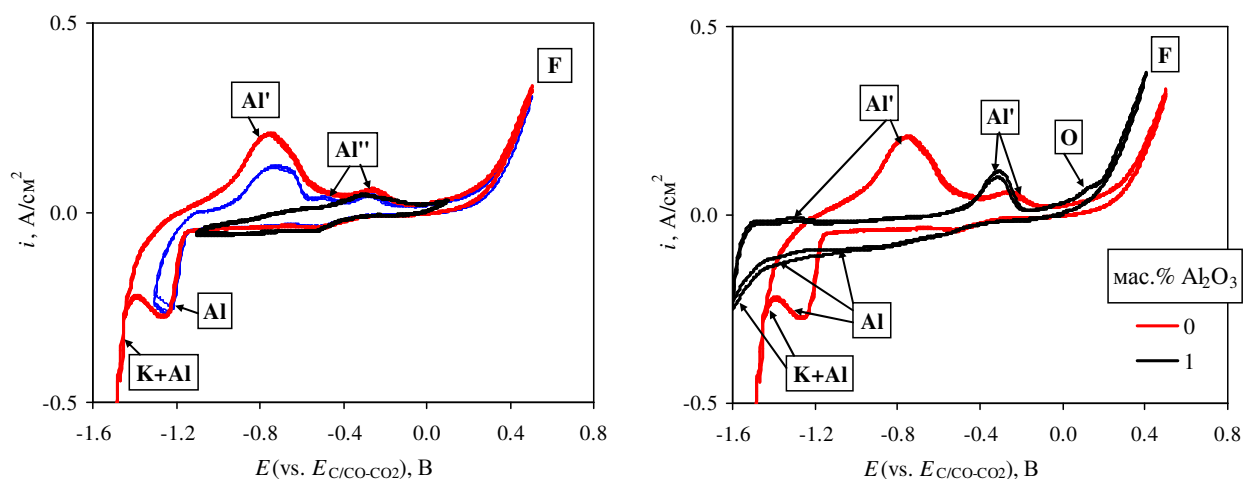 0.5
0.0
-0.5
i, А/см²
-1.6 -1.2 -0.8 -0.4 0.0 0.4 0.8
E (vs. E_C/CO-CO2), В
F
Al'
Al''
Al
K+Al
0.5
0.0
-0.5
i, А/см²
-1.6 -1.2 -0.8 -0.4 0.0 0.4 0.8
E (vs. E_C/CO-CO2), В
F
Al'
Al'
O
Al
K+Al
мас.% Al₂O₃
0
1